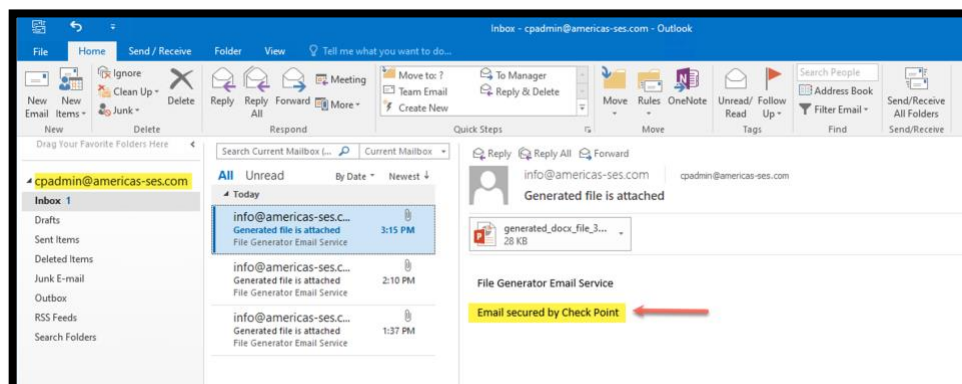 Inbox - cpadmin@americas-ses.com - Outlook
File Home Send / Receive Folder View Tell me what you want to do...
New Email
New Items
Ignore
Clean Up
Junk
Delete
Reply
Reply All
Forward
Meeting
More
Move to: ?
Team Email
Create New
To Manager
Reply & Delete
Move
Rules
OneNote
Unread/ Read
Follow Up
Search People
Address Book
Filter Email
Send/Receive All Folders
New Delete Respond Quick Steps Move Tags Find Send/Receive
Drag Your Favorite Folders Here
cpadmin@americas-ses.com
Inbox 1
Drafts
Sent Items
Deleted Items
Junk E-mail
Outbox
RSS Feeds
Search Folders
Search Current Mailbox (... Current Mailbox
All Unread By Date Newest
Today
info@americas-ses.c...
Generated file is attached 3:15 PM
File Generator Email Service
info@americas-ses.c...
Generated file is attached 2:10 PM
File Generator Email Service
info@americas-ses.c...
Generated file is attached 1:37 PM
File Generator Email Service
Reply Reply All Forward
info@americas-ses.com cpadmin@americas-ses.com
Generated file is attached
generated_docx_file_3...
28 KB
File Generator Email Service
Email secured by Check Point